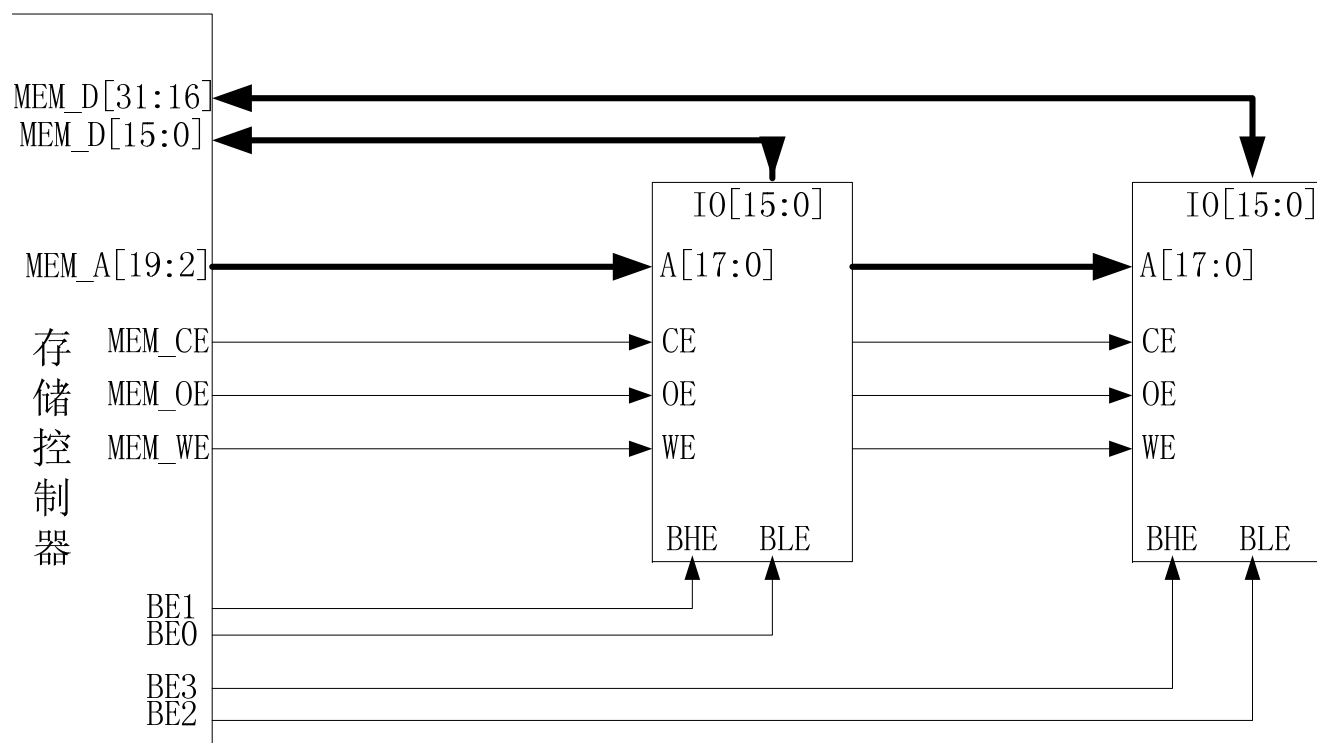 MEM_D[31:16]
MEM_D[15:0]
IO[15:0]
IO[15:0]
MEM_A[19:2]
A[17:0]
A[17:0]
存储控制器
MEM_CE
CE
CE
MEM_OE
OE
OE
MEM_WE
WE
WE
BHE
BLE
BHE
BLE
BE1
BE0
BE3
BE2